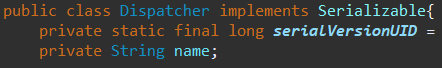 public class Dispatcher implements Serializable{
private static final long serialVersionUID =
private String name;